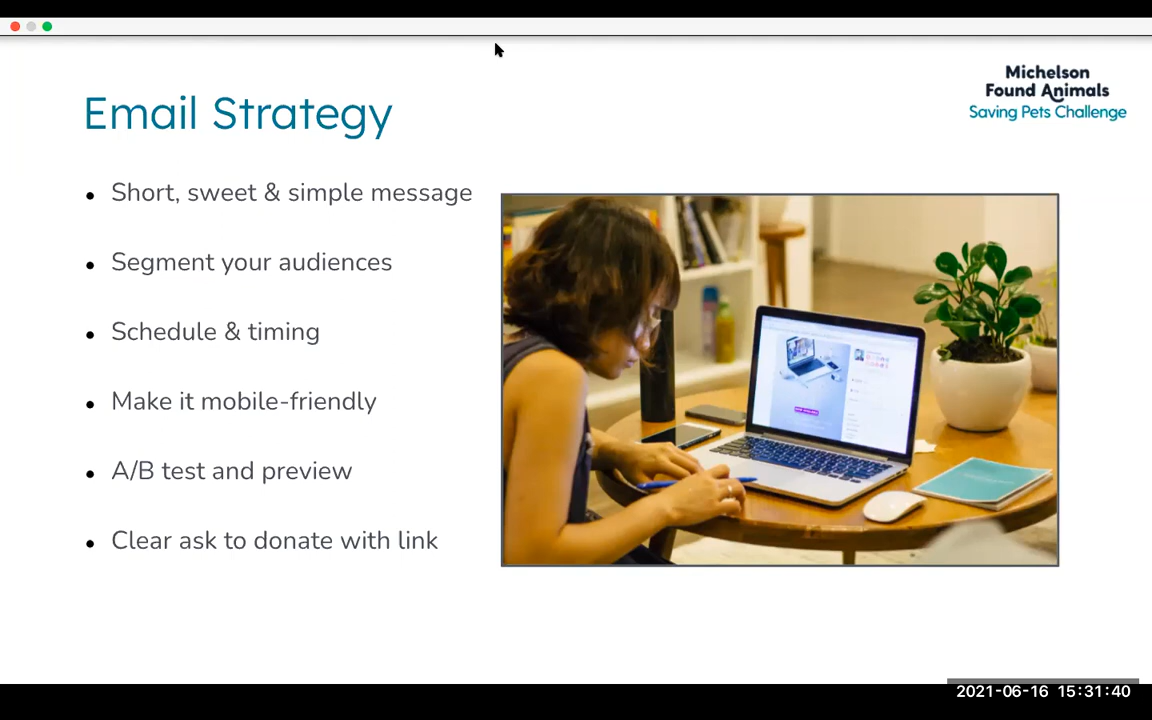 Michelson
Found Animals
Saving Pets Challenge
Email Strategy
• Short, sweet & simple message
• Segment your audiences
• Schedule & timing
• Make it mobile-friendly
• A/B test and preview
• Clear ask to donate with link
2021-06-16 15:31:40